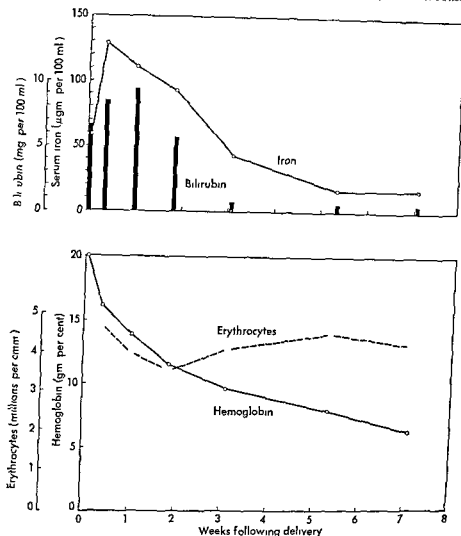 150
100
50
0
10
5
0
Bilirubin (mg per 100 ml)
Serum iron (µgm per 100 ml)
Iron
Bilirubin
20
15
10
5
0
5
4
3
2
1
0
Erythrocytes (millions per cmm)
Hemoglobin (gm per cent)
Erythrocytes
Hemoglobin
0 1 2 3 4 5 6 7 8
Weeks following delivery